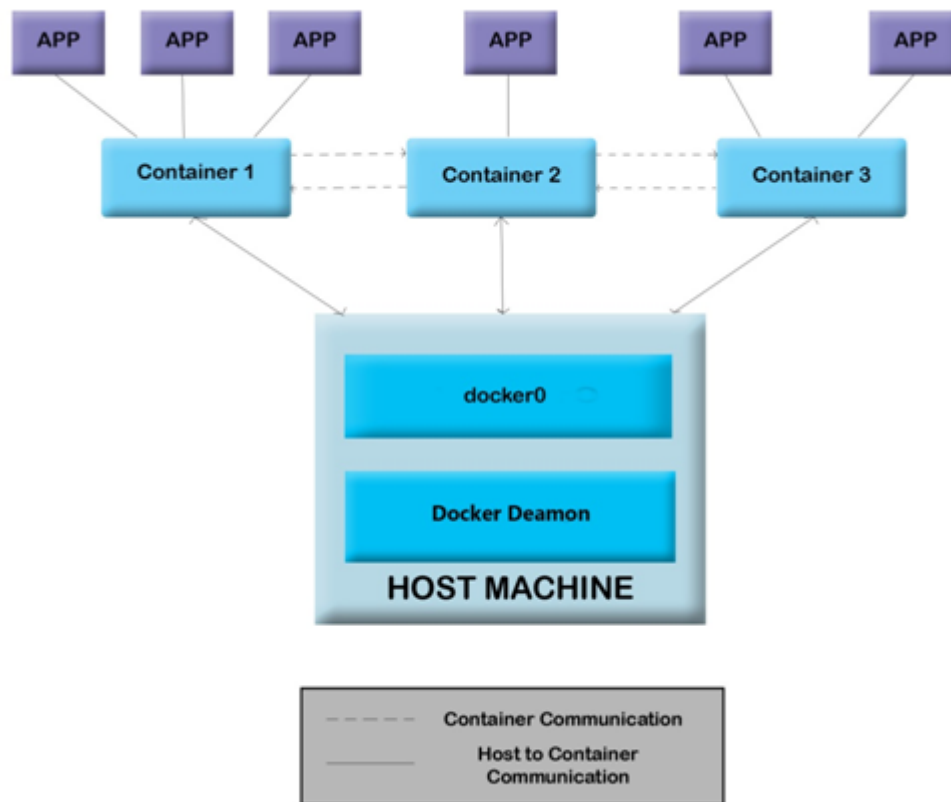 APP
APP
APP
APP
APP
APP
Container 1
Container 2
Container 3
docker0
Docker Deamon
HOST MACHINE
Container Communication
Host to Container
Communication